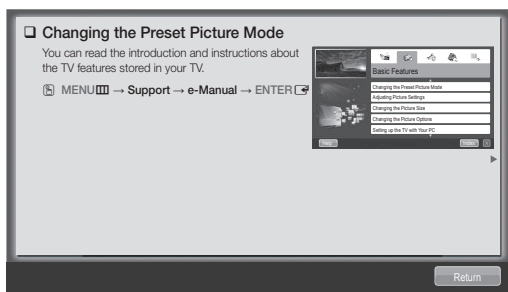 ❑ Changing the Preset Picture Mode
You can read the introduction and instructions about
the TV features stored in your TV.
MENU → Support → e-Manual → ENTER
Basic Features
Changing the Preset Picture Mode
Adjusting Picture Settings
Changing the Picture Size
Changing the Picture Options
Setting up the TV with Your PC
Help
Index X
Return